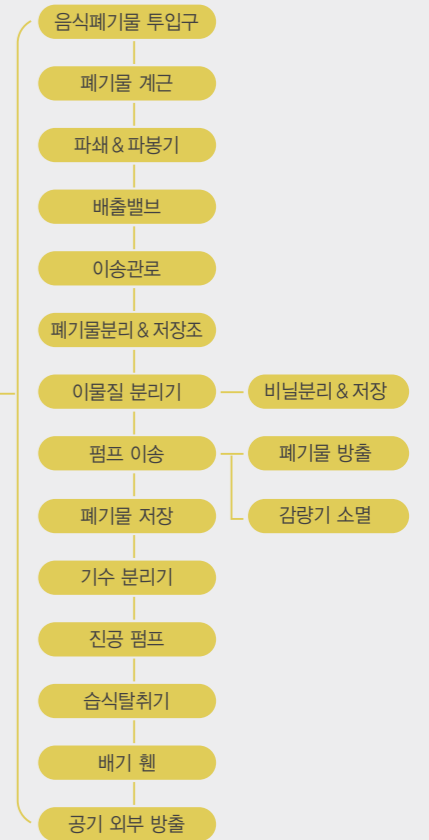 음식폐기물 투입구
폐기물 계근
파쇄&파봉기
배출밸브
이송관로
폐기물분리&저장조
이물질 분리기
비닐분리&저장
펌프 이송
폐기물 방출
폐기물 저장
감량기 소멸
기수 분리기
진공 펌프
습식탈취기
배기 휀
공기 외부 방출